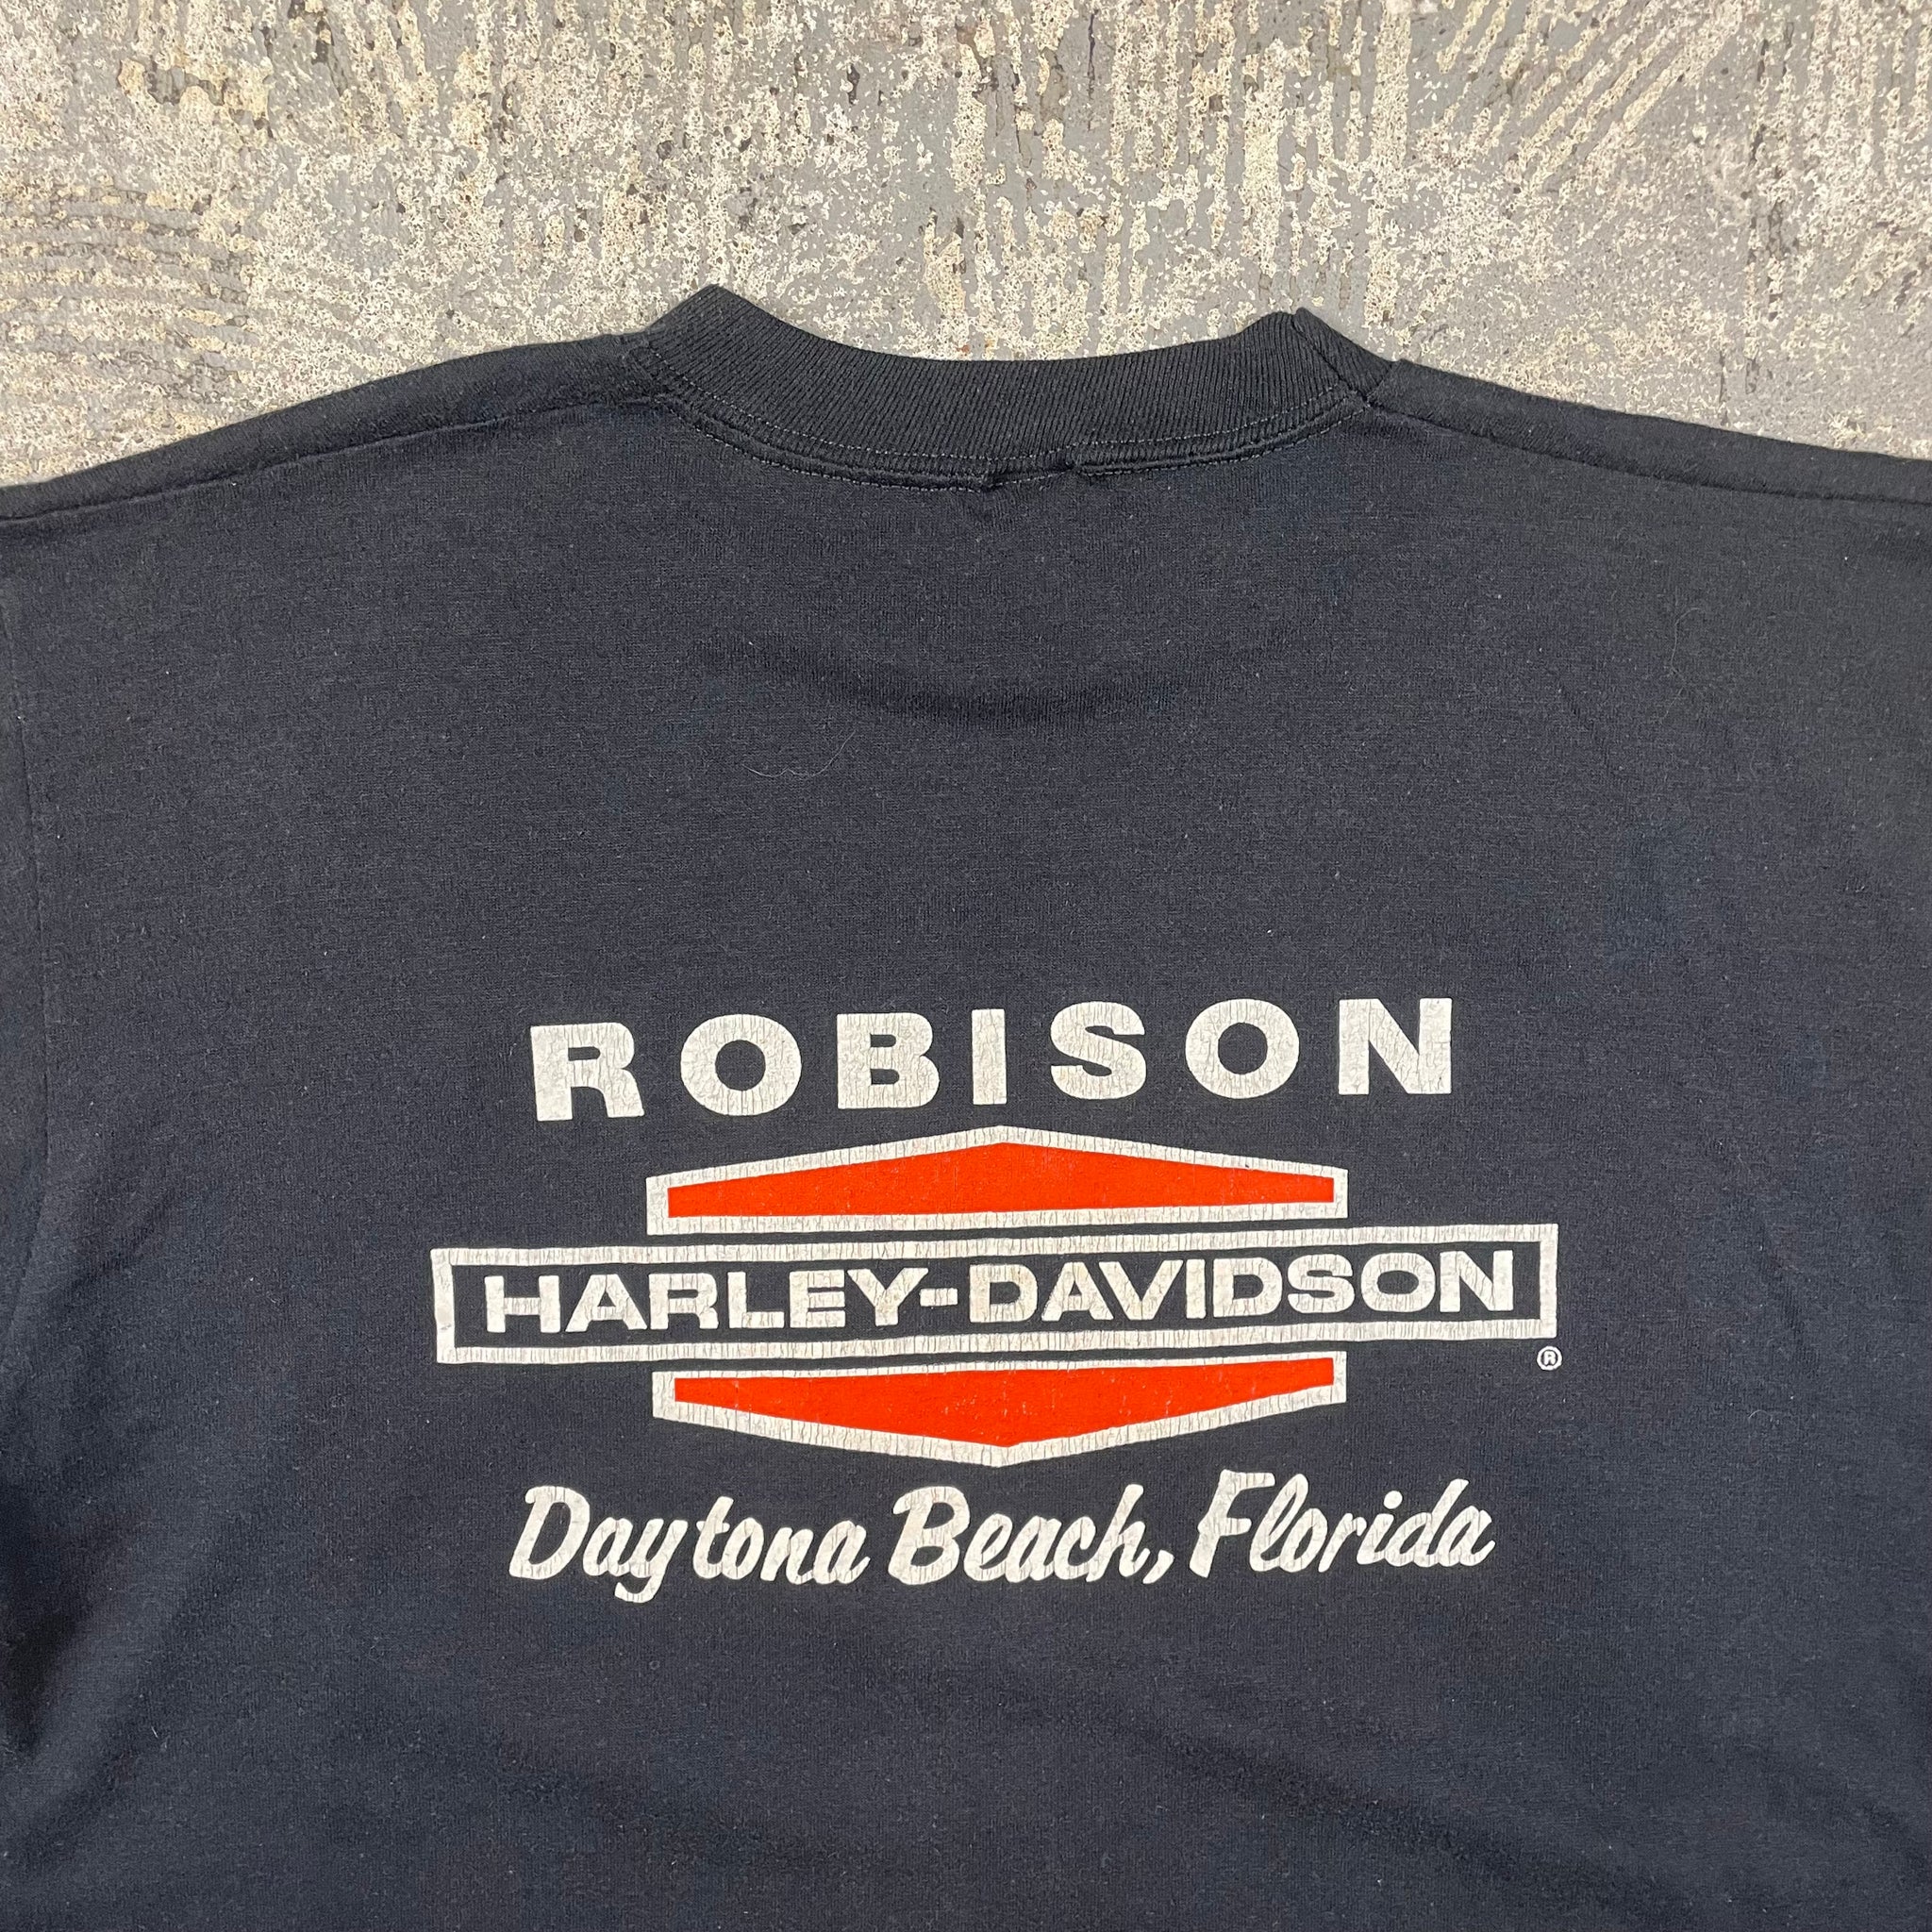 ROBISON
HARLEY-DAVIDSON
®
Daytona Beach, Florida